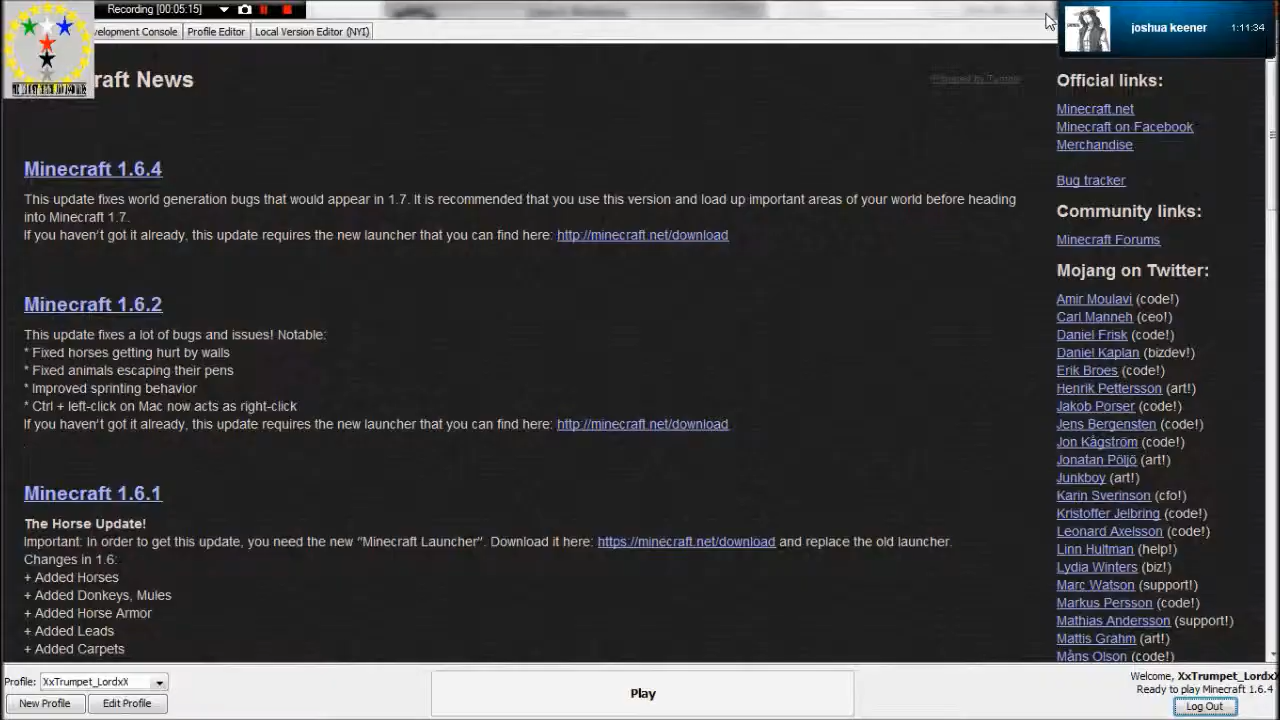 Recording [00:05:15]
joshua keener 1:11:34
velopment Console Profile Editor Local Version Editor (NYI)
raft News
Powered by Tumblr
Minecraft 1.6.4
This update fixes world generation bugs that would appear in 1.7. It is recommended that you use this version and load up important areas of your world before heading
into Minecraft 1.7.
If you haven't got it already, this update requires the new launcher that you can find here: http://minecraft.net/download
Minecraft 1.6.2
This update fixes a lot of bugs and issues! Notable:
* Fixed horses getting hurt by walls
* Fixed animals escaping their pens
* Improved sprinting behavior
* Ctrl + left-click on Mac now acts as right-click
If you haven't got it already, this update requires the new launcher that you can find here: http://minecraft.net/download
Minecraft 1.6.1
The Horse Update!
Important: In order to get this update, you need the new "Minecraft Launcher". Download it here: https://minecraft.net/download and replace the old launcher.
Changes in 1.6:
+ Added Horses
+ Added Donkeys, Mules
+ Added Horse Armor
+ Added Leads
+ Added Carpets
Official links:
Minecraft.net
Minecraft on Facebook
Merchandise
Bug tracker
Community links:
Minecraft Forums
Mojang on Twitter:
Amir Moulavi (code!)
Carl Manneh (ceo!)
Daniel Frisk (code!)
Daniel Kaplan (bizdev!)
Erik Broes (code!)
Henrik Pettersson (art!)
Jakob Porser (code!)
Jens Bergensten (code!)
Jon Kågström (code!)
Jonatan Pöljö (art!)
Junkboy (art!)
Karin Sverinson (cfo!)
Kristoffer Jelbring (code!)
Leonard Axelsson (code!)
Linn Hultman (help!)
Lydia Winters (biz!)
Marc Watson (support!)
Markus Persson (code!)
Mathias Andersson (support!)
Mattis Grahm (art!)
Måns Olson (code!)
Profile: XxTrumpet_LordxX
New Profile Edit Profile
Play
Welcome, XxTrumpet_LordxX
Ready to play Minecraft 1.6.4
Log Out